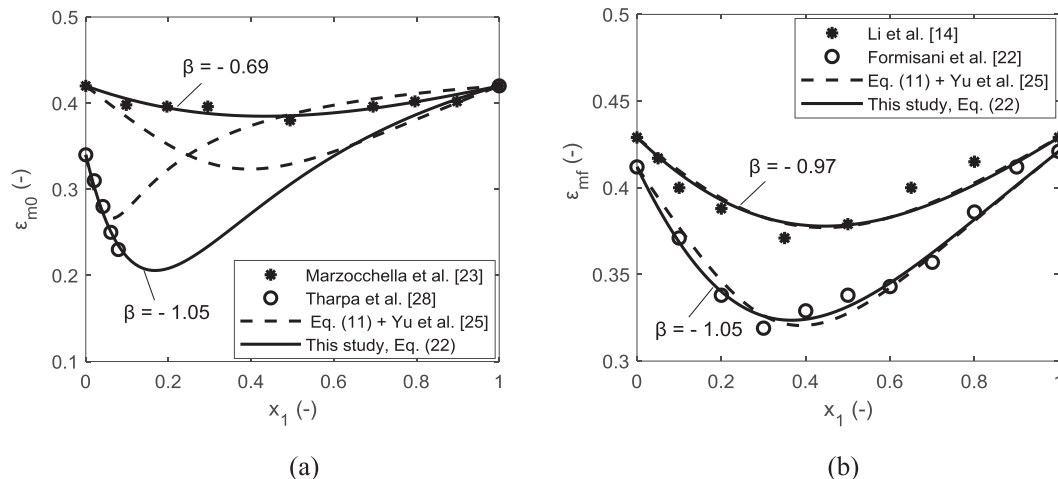 0.5
0.4
0.3
0.2
0.1
ε_m0 (-)
β = - 0.69
β = - 1.05
Marzocchella et al. [23]
Tharpa et al. [28]
Eq. (11) + Yu et al. [25]
This study, Eq. (22)
0 0.2 0.4 0.6 0.8 1
x_1 (-)
(a)
0.5
0.45
0.4
0.35
0.3
ε_mf (-)
Li et al. [14]
Formisani et al. [22]
Eq. (11) + Yu et al. [25]
This study, Eq. (22)
β = - 0.97
β = - 1.05
0 0.2 0.4 0.6 0.8 1
x_1 (-)
(b)